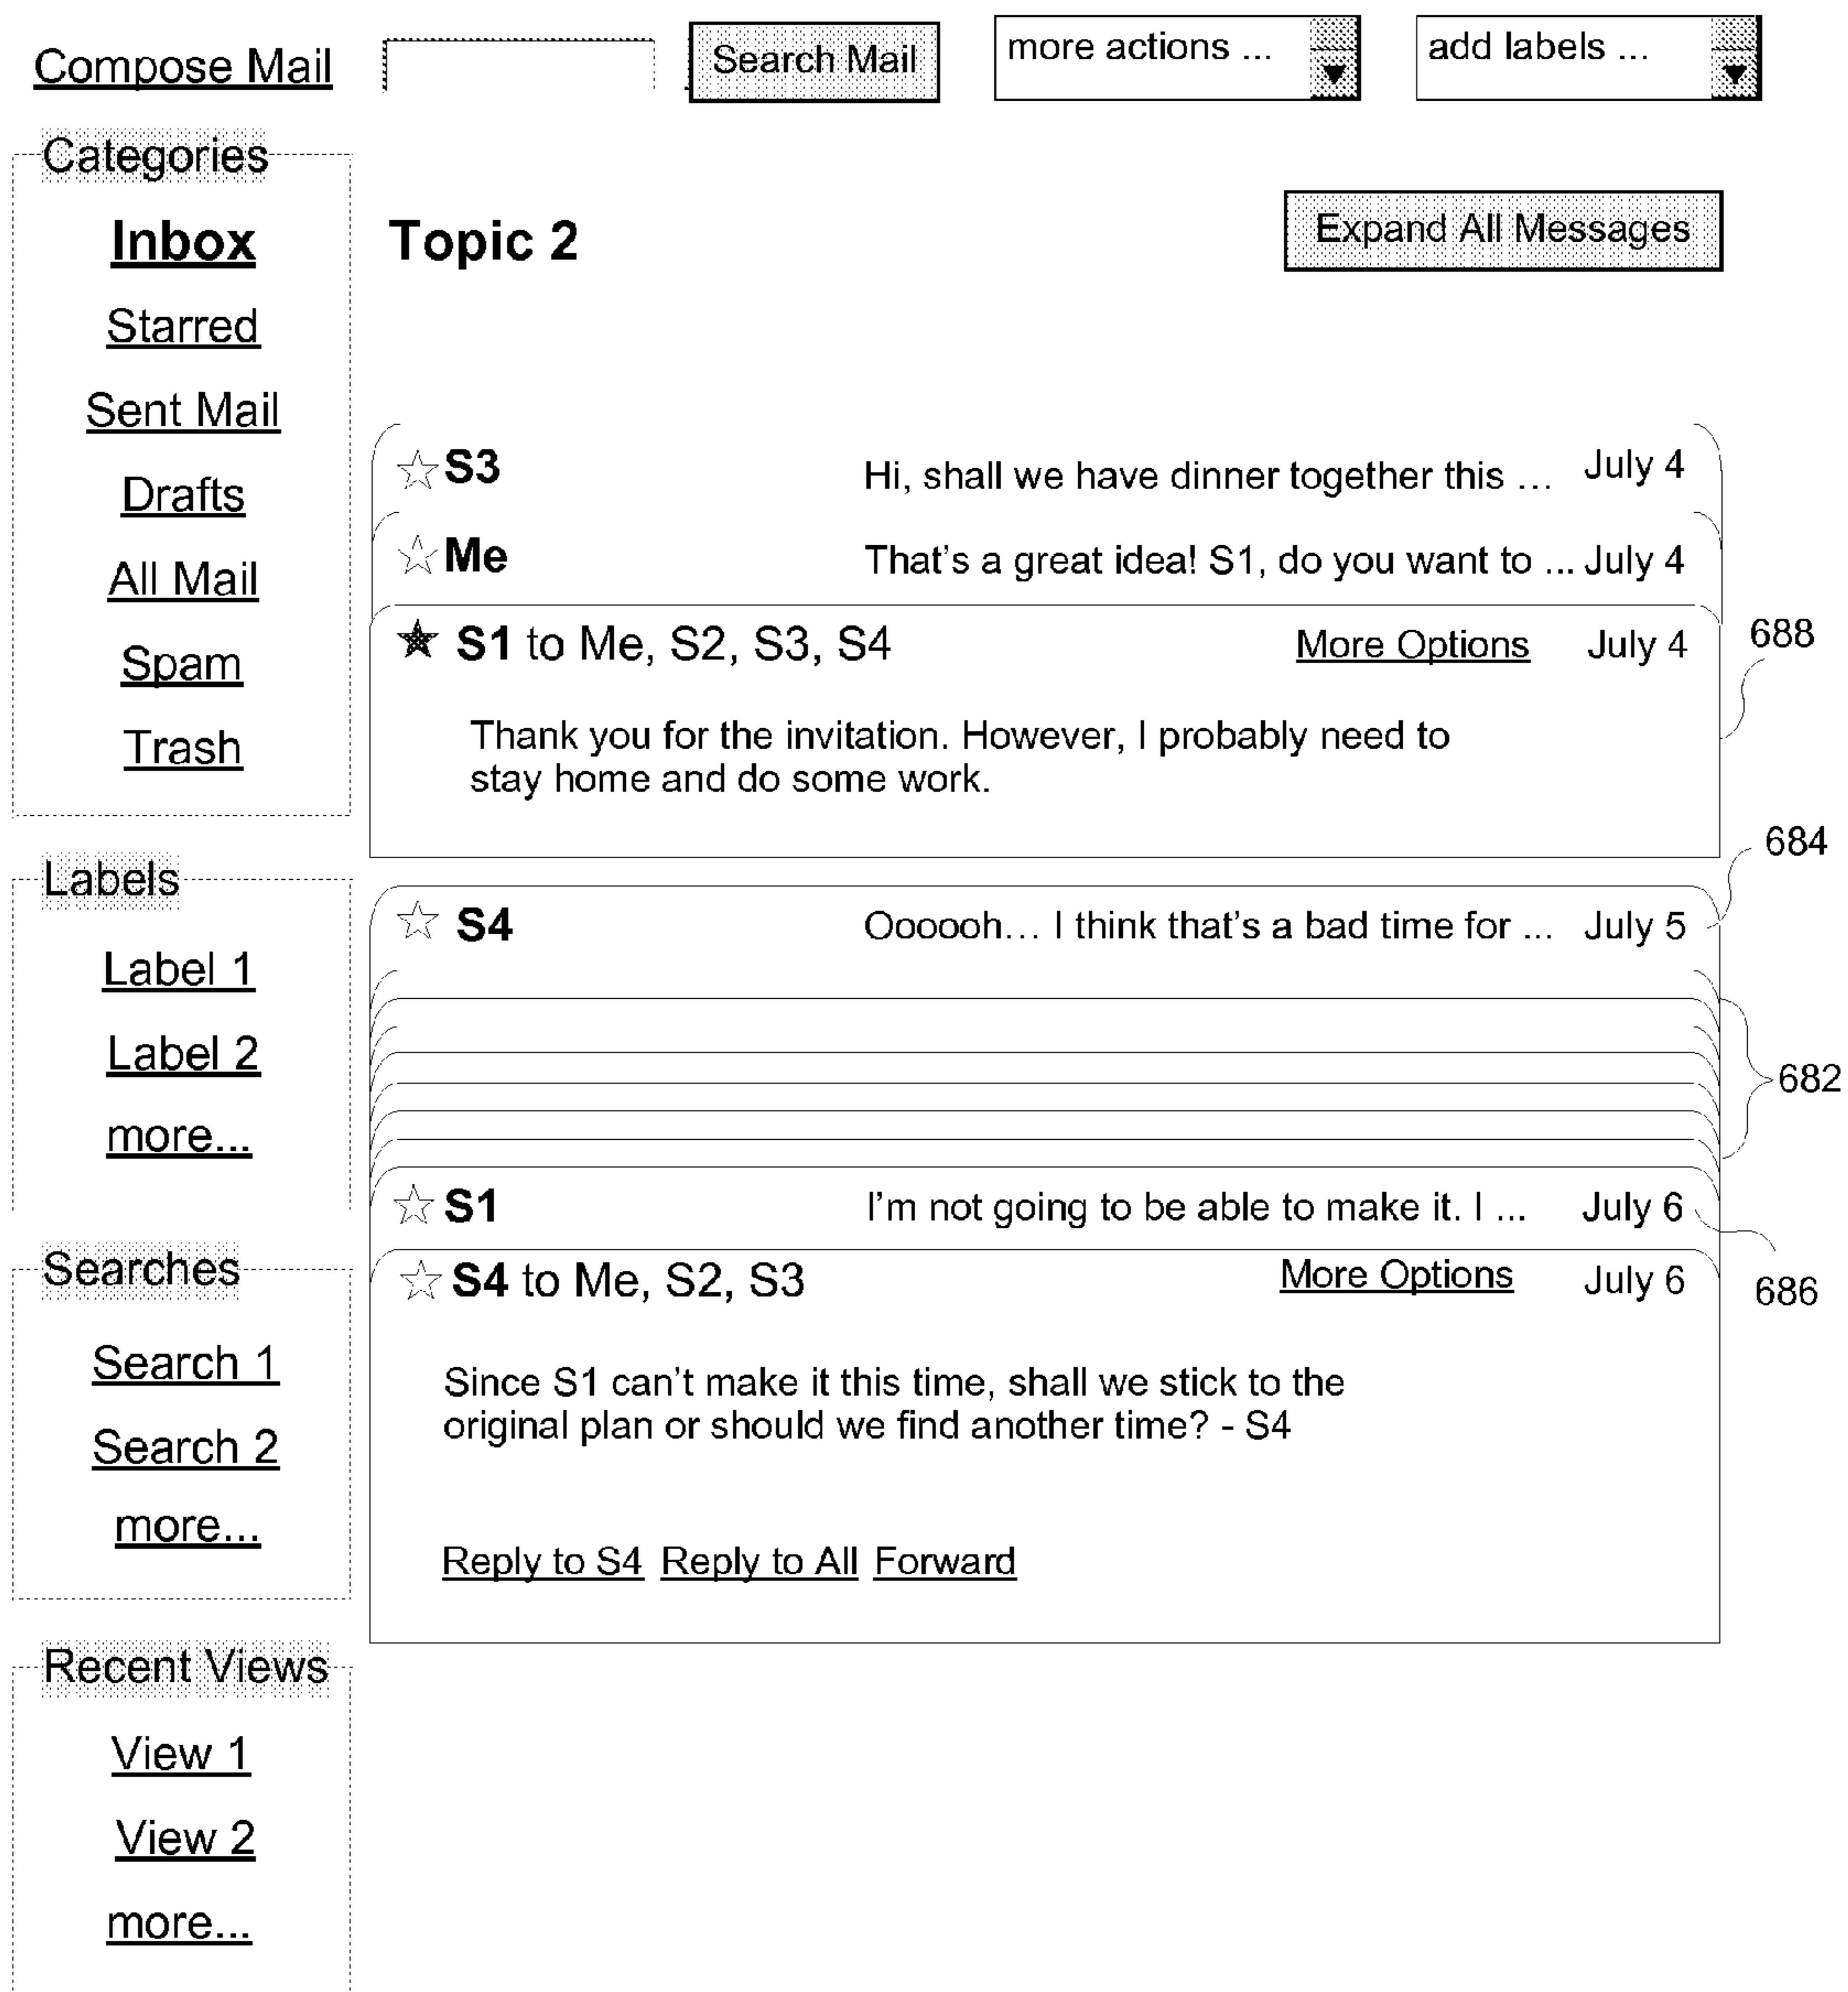 Compose Mail
Search Mail
more actions ...
add labels ...
Categories
Inbox
Starred
Sent Mail
Drafts
All Mail
Spam
Trash
Labels
Label 1
Label 2
more...
Searches
Search 1
Search 2
more...
Recent Views
View 1
View 2
more...
Topic 2
Expand All Messages
S3 Hi, shall we have dinner together this ... July 4
Me That's a great idea! S1, do you want to ... July 4
S1 to Me, S2, S3, S4 More Options July 4
688
Thank you for the invitation. However, I probably need to
stay home and do some work.
684
S4 Oooooh... I think that's a bad time for ... July 5
682
S1 I'm not going to be able to make it. I ... July 6
686
S4 to Me, S2, S3 More Options July 6
Since S1 can't make it this time, shall we stick to the
original plan or should we find another time? - S4
Reply to S4 Reply to All Forward